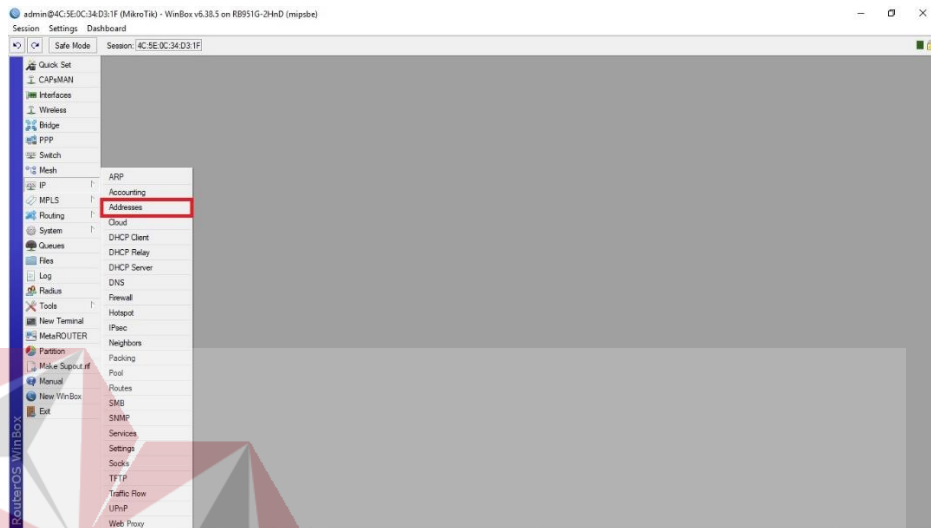 admin@4C:5E:0C:34:D3:1F (MikroTik) - WinBox v6.38.5 on RB951G-2HnD (mipsbe)
Session Settings Dashboard
Safe Mode Session: 4C:5E:0C:34:D3:1F
Quick Set
CAPsMAN
Interfaces
Wireless
Bridge
PPP
Switch
Mesh
IP
MPLS
Routing
System
Queues
Files
Log
Radius
Tools
New Terminal
MetaROUTER
Partition
Make Supout.rif
Manual
New WinBox
Exit
ARP
Accounting
Addresses
Cloud
DHCP Client
DHCP Relay
DHCP Server
DNS
Firewall
Hotspot
IPsec
Neighbors
Packing
Pool
Routes
SMB
SNMP
Services
Settings
Socks
TFTP
Traffic Flow
UPnP
Web Proxy
RouterOS WinBox